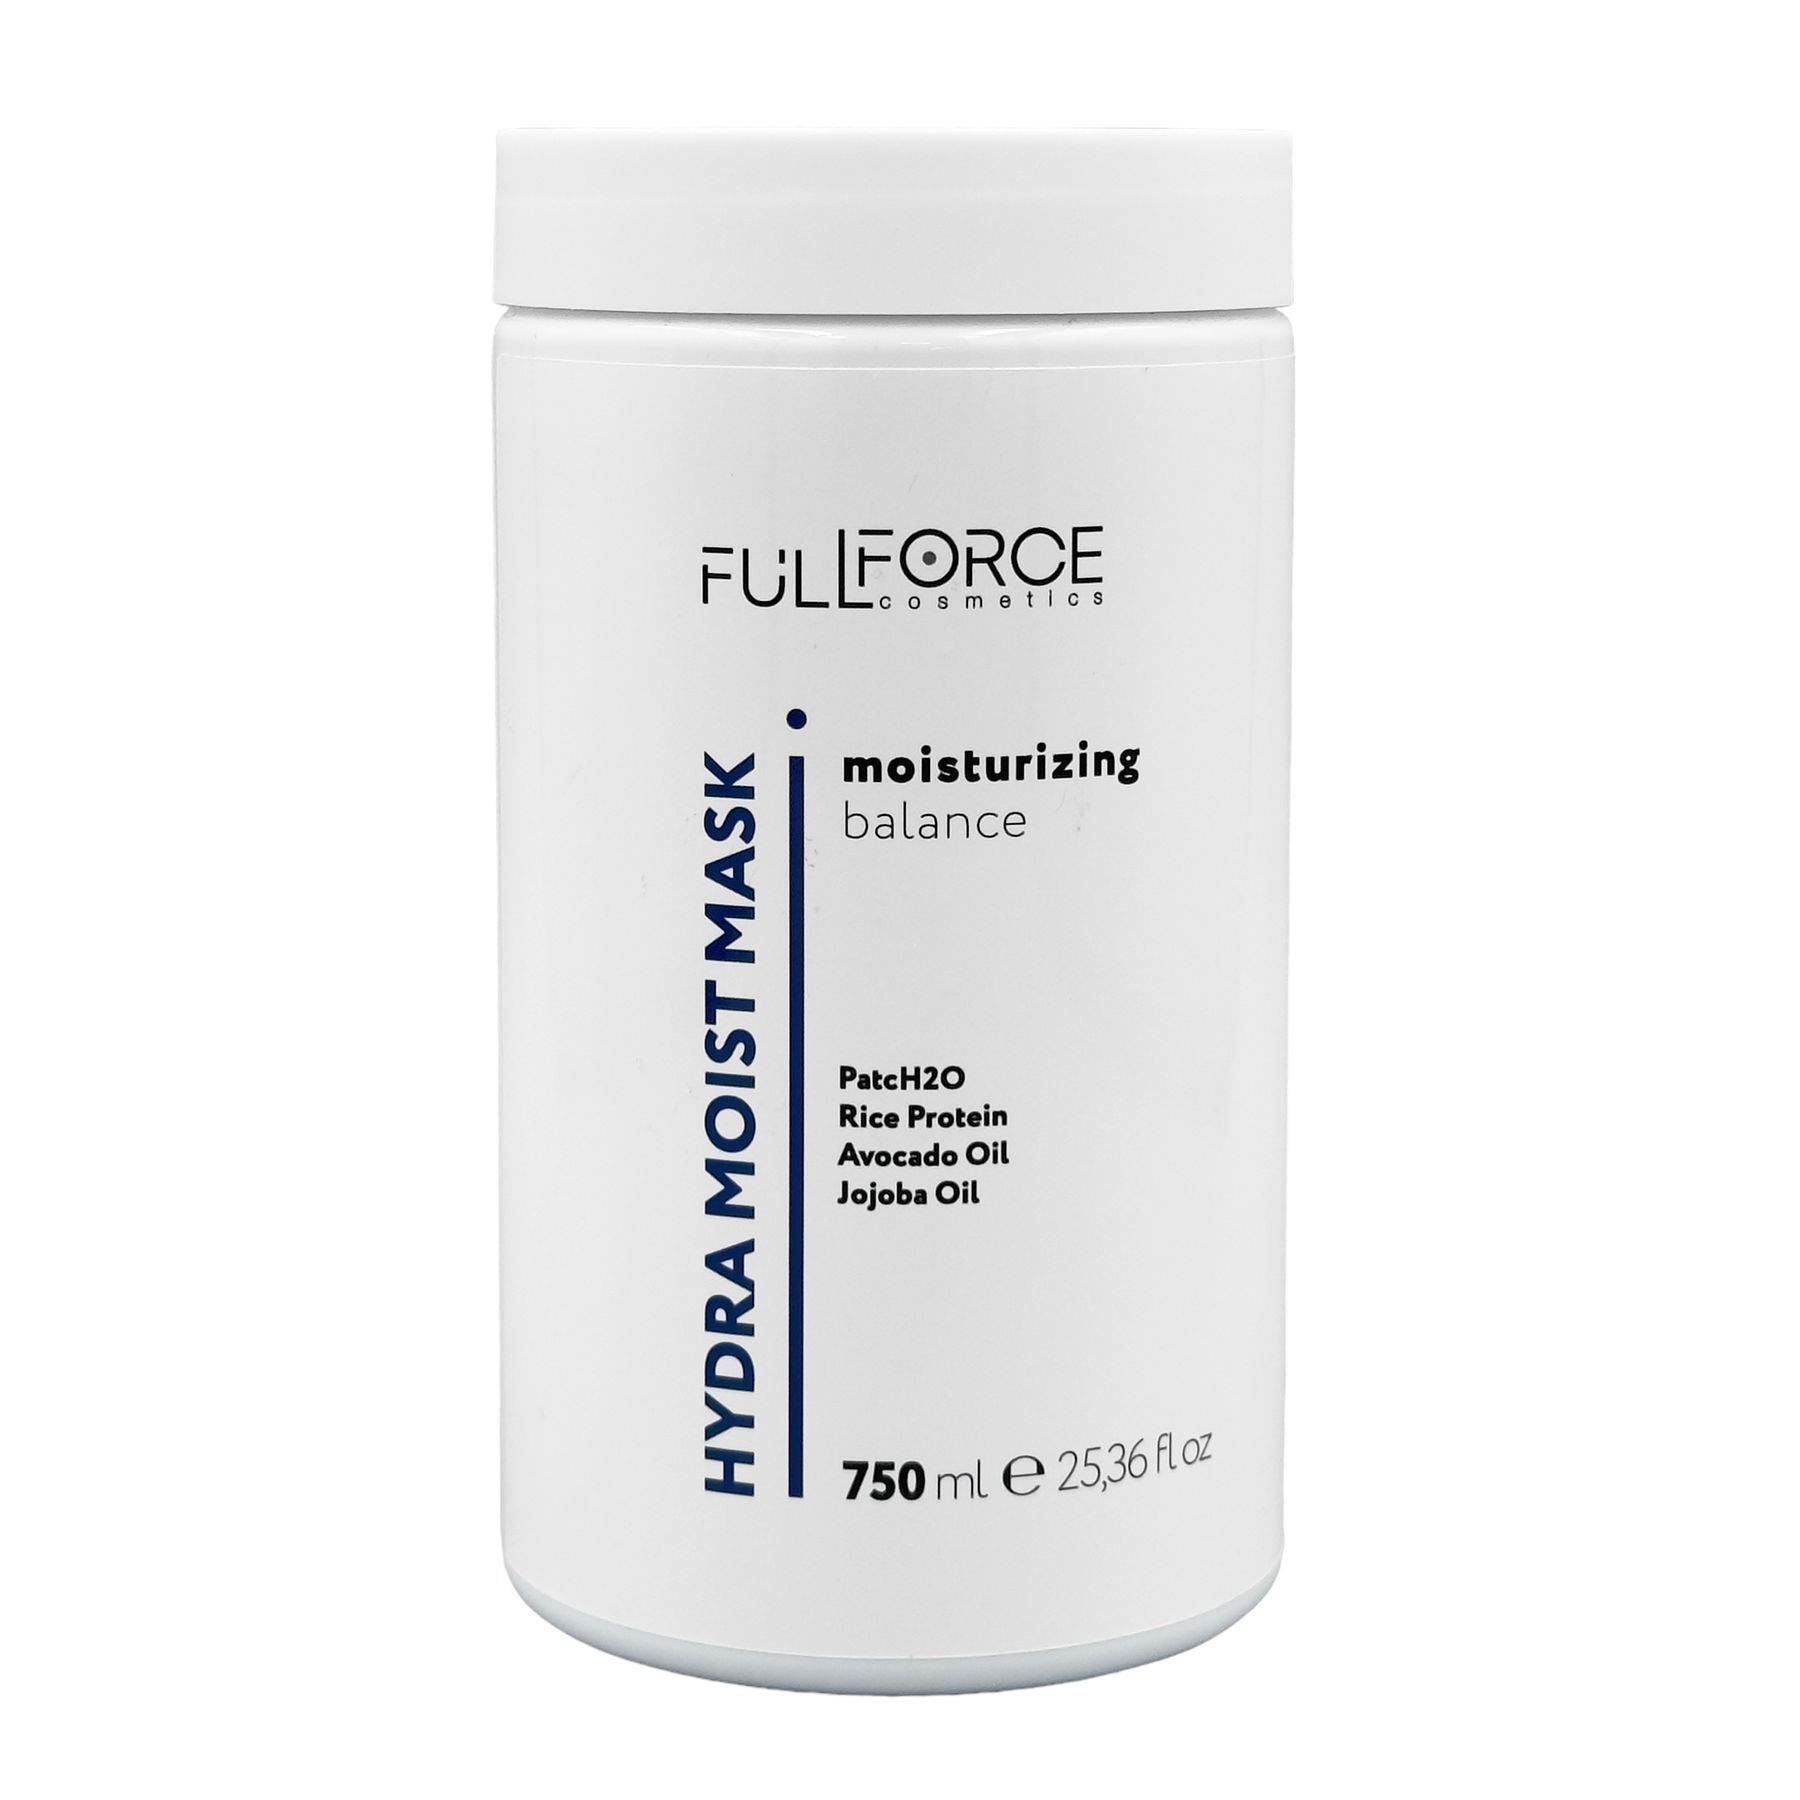 FULLFORCE
cosmetics
HYDRA MOIST MASK
moisturizing
balance
PatcH2O
Rice Protein
Avocado Oil
Jojoba Oil
750 ml ℮ 25,36 fl oz